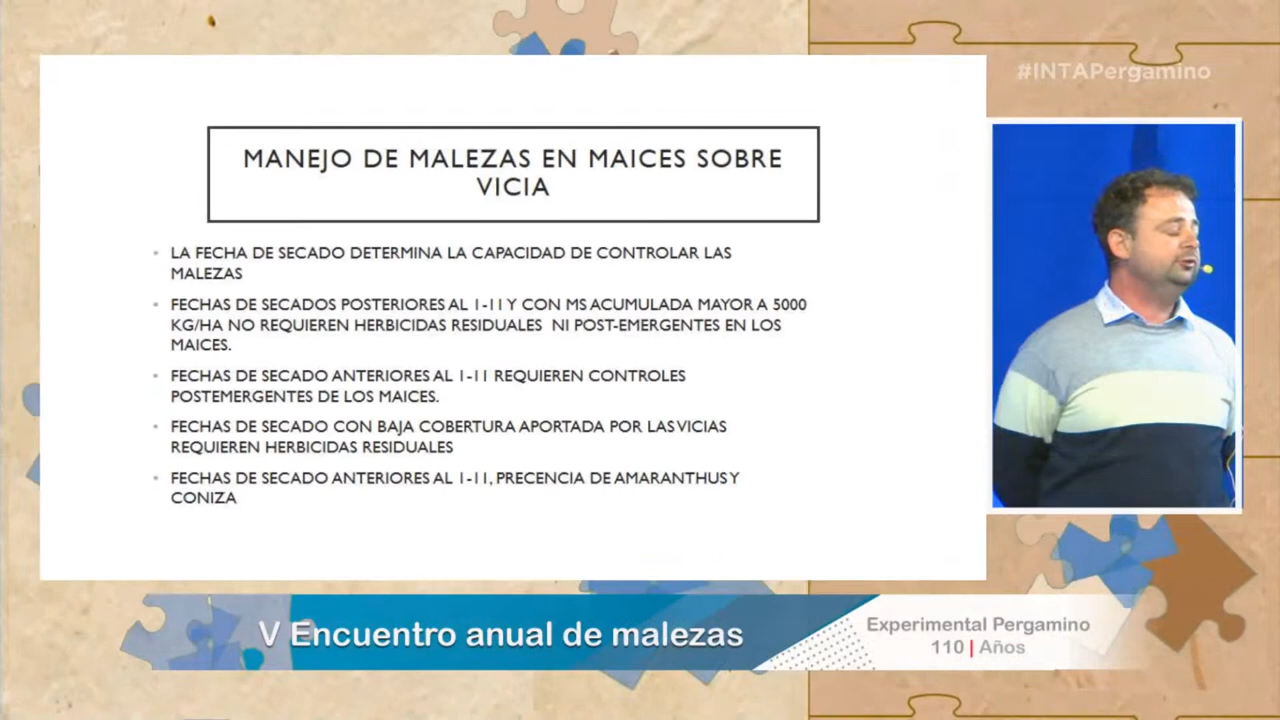 #INTAPergamino
MANEJO DE MALEZAS EN MAICES SOBRE
VICIA
• LA FECHA DE SECADO DETERMINA LA CAPACIDAD DE CONTROLAR LAS
MALEZAS
• FECHAS DE SECADOS POSTERIORES AL 1-11 Y CON MS ACUMULADA MAYOR A 5000
KG/HA NO REQUIEREN HERBICIDAS RESIDUALES NI POST-EMERGENTES EN LOS
MAICES.
• FECHAS DE SECADO ANTERIORES AL 1-11 REQUIEREN CONTROLES
POSTEMERGENTES DE LOS MAICES.
• FECHAS DE SECADO CON BAJA COBERTURA APORTADA POR LAS VICIAS
REQUIEREN HERBICIDAS RESIDUALES
• FECHAS DE SECADO ANTERIORES AL 1-11, PRECENCIA DE AMARANTHUS Y
CONIZA
V Encuentro anual de malezas
Experimental Pergamino
110 | Años